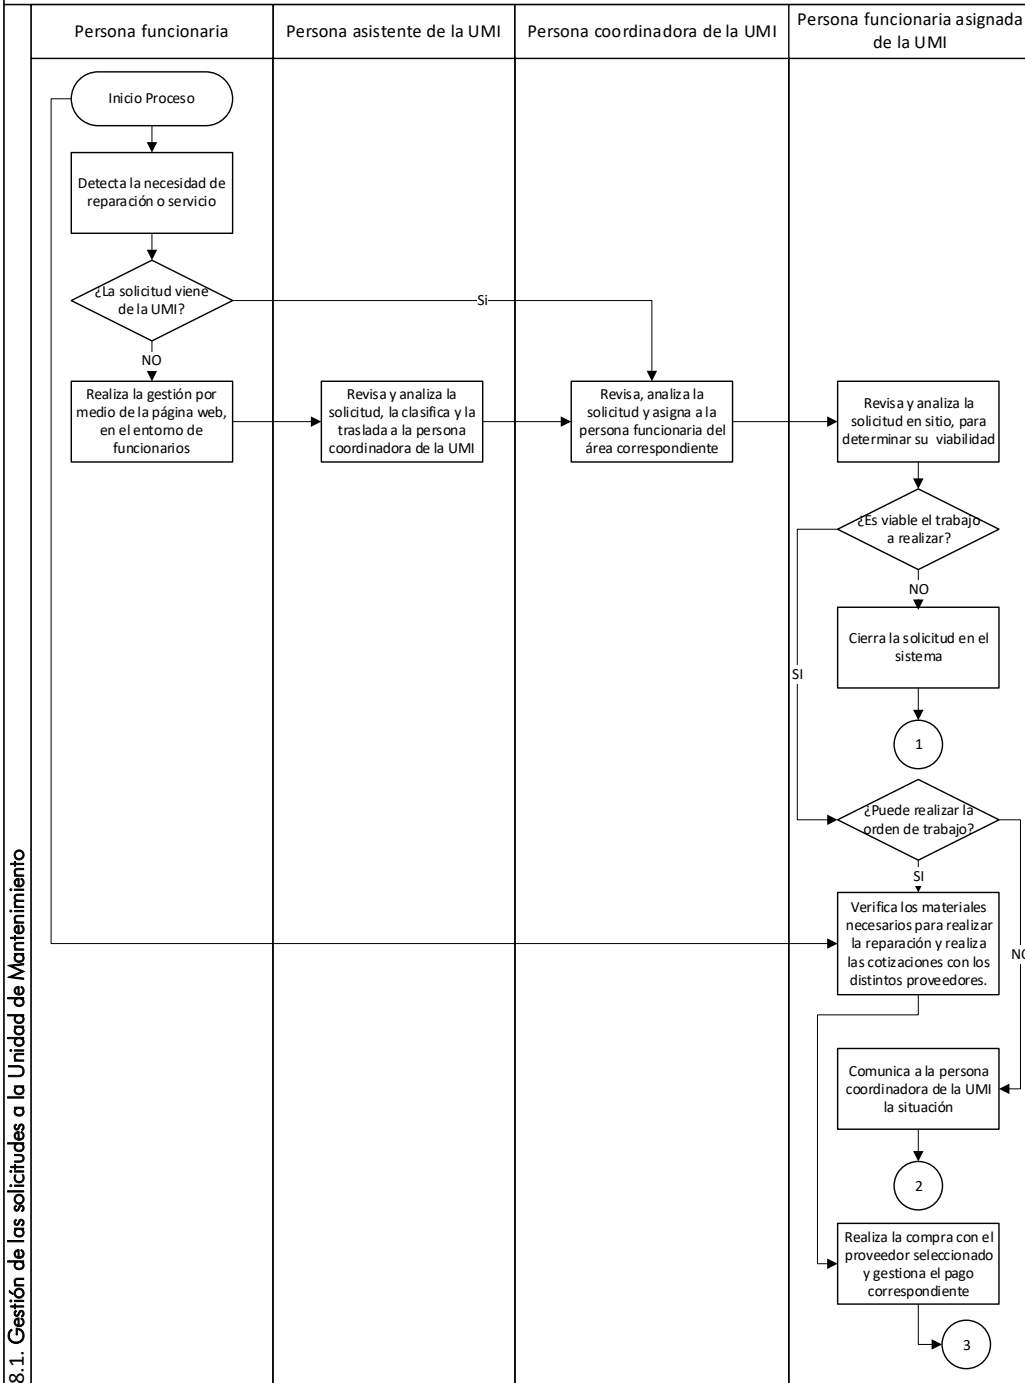 Persona funcionaria
Persona asistente de la UMI
Persona coordinadora de la UMI
Persona funcionaria asignada
de la UMI
Inicio Proceso
Detecta la necesidad de
reparación o servicio
¿La solicitud viene
de la UMI?
Si
NO
Realiza la gestión por
medio de la página web,
en el entorno de
funcionarios
Revisa y analiza la
solicitud, la clasifica y la
traslada a la persona
coordinadora de la UMI
Revisa, analiza la
solicitud y asigna a la
persona funcionaria del
área correspondiente
Revisa y analiza la
solicitud en sitio, para
determinar su viabilidad
¿Es viable el trabajo
a realizar?
NO
Cierra la solicitud en el
sistema
SI
1
¿Puede realizar la
orden de trabajo?
SI
Verifica los materiales
necesarios para realizar
la reparación y realiza
las cotizaciones con los
distintos proveedores.
NO
Comunica a la persona
coordinadora de la UMI
la situación
2
Realiza la compra con el
proveedor seleccionado
y gestiona el pago
correspondiente
3
8.1. Gestión de las solicitudes a la Unidad de Mantenimiento